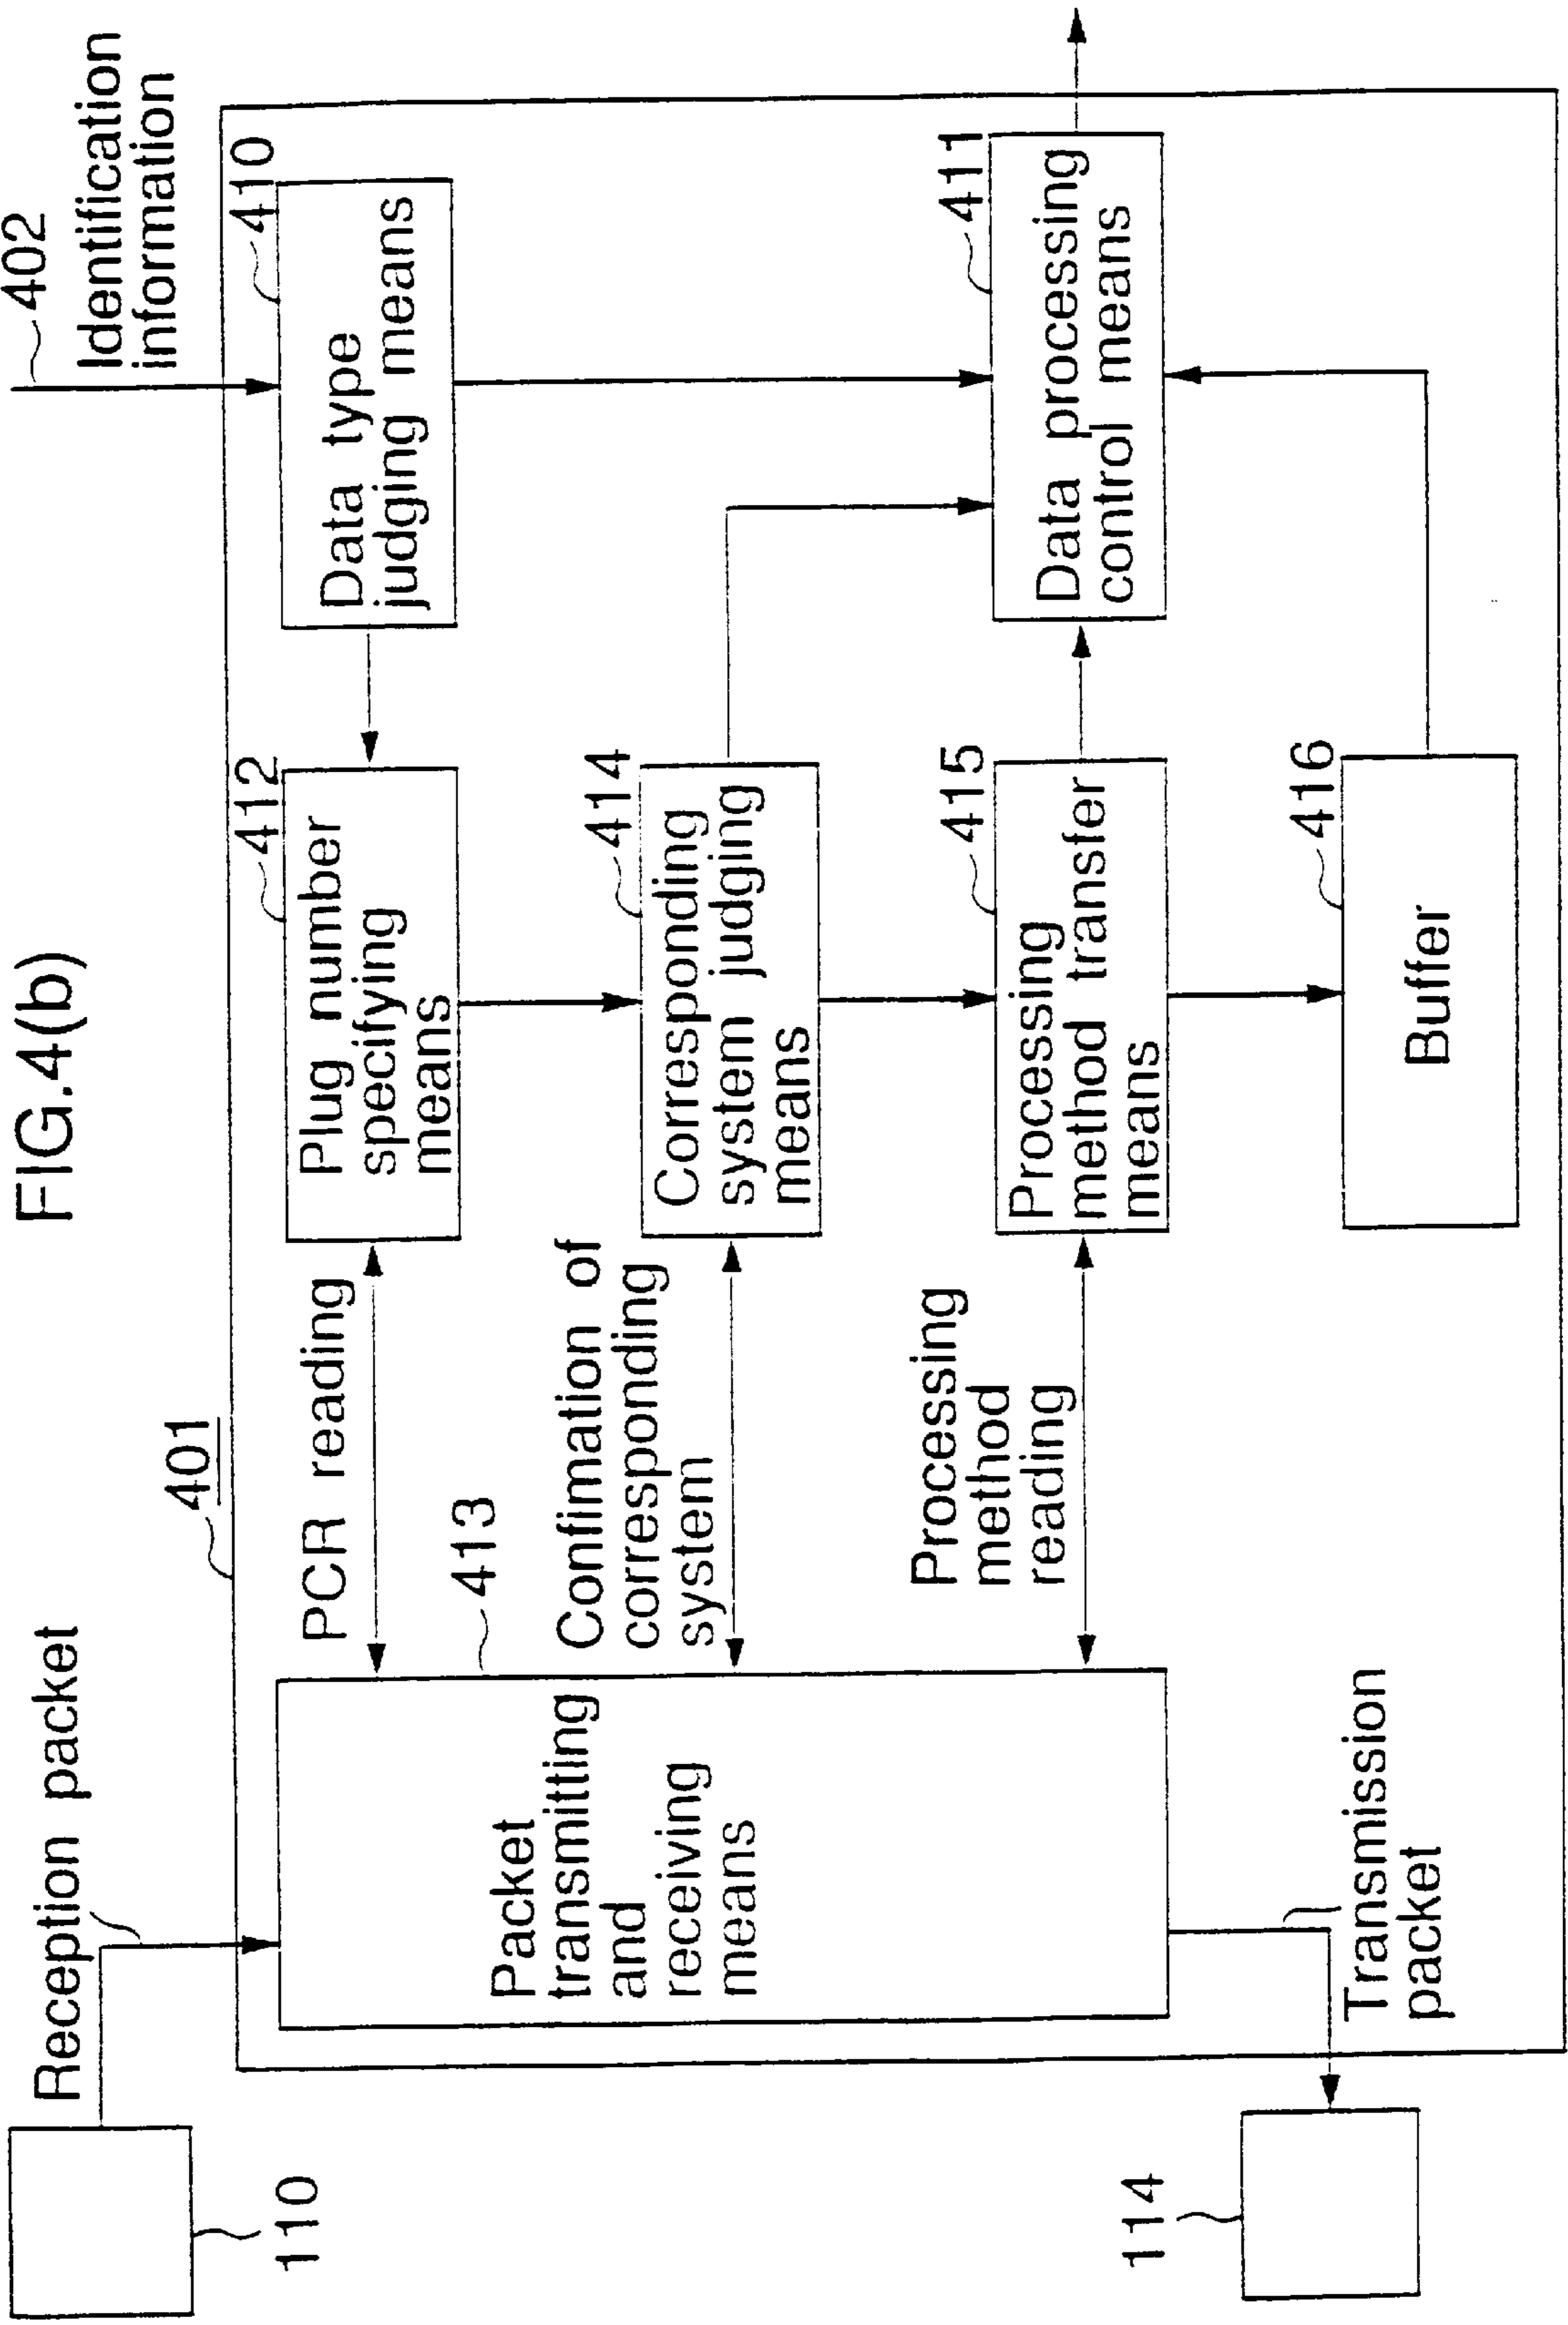 FIG.4(b)
402
Identification
information
401
Reception packet
110
410
Data type
judging means
412
Plug number
specifying
means
PCR reading
413
Packet
transmitting
and
receiving
means
414
Corresponding
system judging
means
Confimation of
corresponding
system
411
Data processing
control means
415
Processing
method transfer
means
Processing
method
reading
416
Buffer
Transmission
packet
114